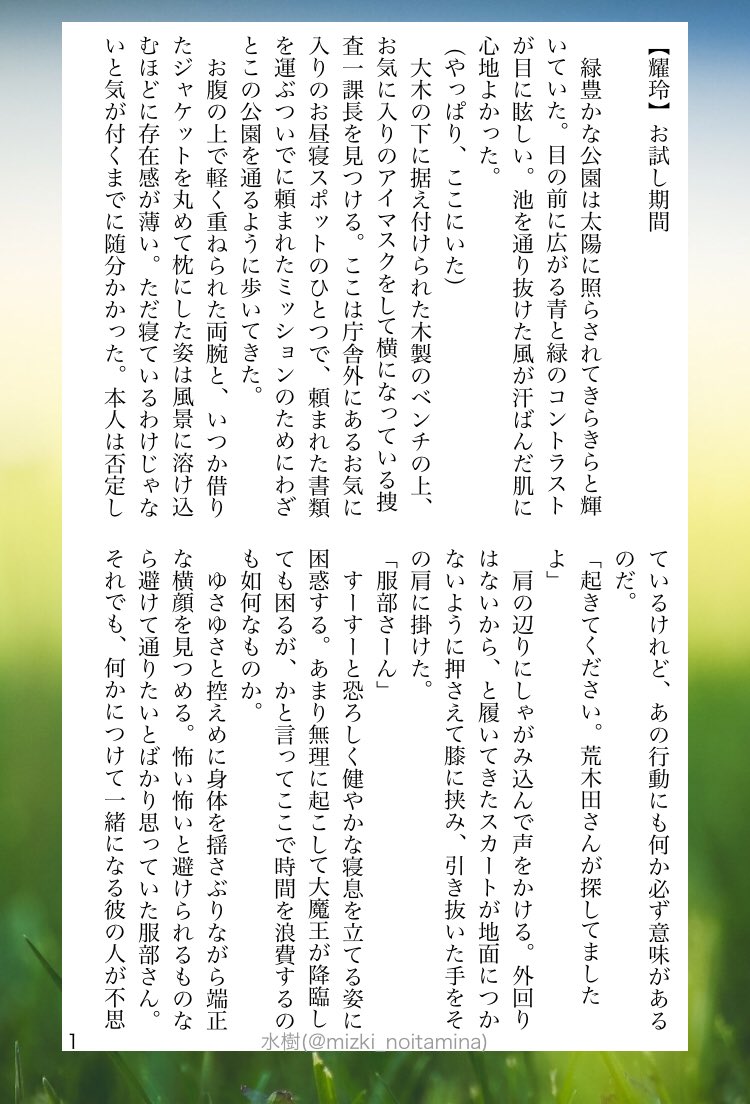 【耀玲】お試し期間
緑豊かな公園は太陽に照らされてきらきらと輝
いていた。目の前に広がる青と緑のコントラスト
が目に眩しい。池を通り抜けた風が汗ばんだ肌に
心地よかった。
（やっぱり、ここにいた）
大木の下に据え付けられた木製のベンチの上、
お気に入りのアイマスクをして横になっている捜
査一課長を見つける。ここは庁舎外にあるお気に
入りのお昼寝スポットのひとつで、頼まれた書類
を運ぶついでに頼まれたミッションのためにわざ
とこの公園を通るように歩いてきた。
お腹の上で軽く重ねられた両腕と、いつか借り
たジャケットを丸めて枕にした姿は風景に溶け込
むほどに存在感が薄い。ただ寝ているわけじゃな
いと気が付くまでに随分かかった。本人は否定し
ているけれど、あの行動にも何か必ず意味がある
のだ。
「起きてください。荒木田さんが探してました
よ」
肩の辺りにしゃがみ込んで声をかける。外回り
はないから、と履いてきたスカートが地面につか
ないように押さえて膝に挟み、引き抜いた手をそ
の肩に掛けた。
「服部さーん」
すーすーと恐ろしく健やかな寝息を立てる姿に
困惑する。あまり無理に起こして大魔王が降臨し
ても困るが、かと言ってここで時間を浪費するの
も如何なものか。
ゆさゆさと控えめに身体を揺さぶりながら端正
な横顔を見つめる。怖い怖いと避けられるものな
ら避けて通りたいとばかり思っていた服部さん。
それでも、何かにつけて一緒になる彼の人が不思
1
水樹(@mizki_noitamina)